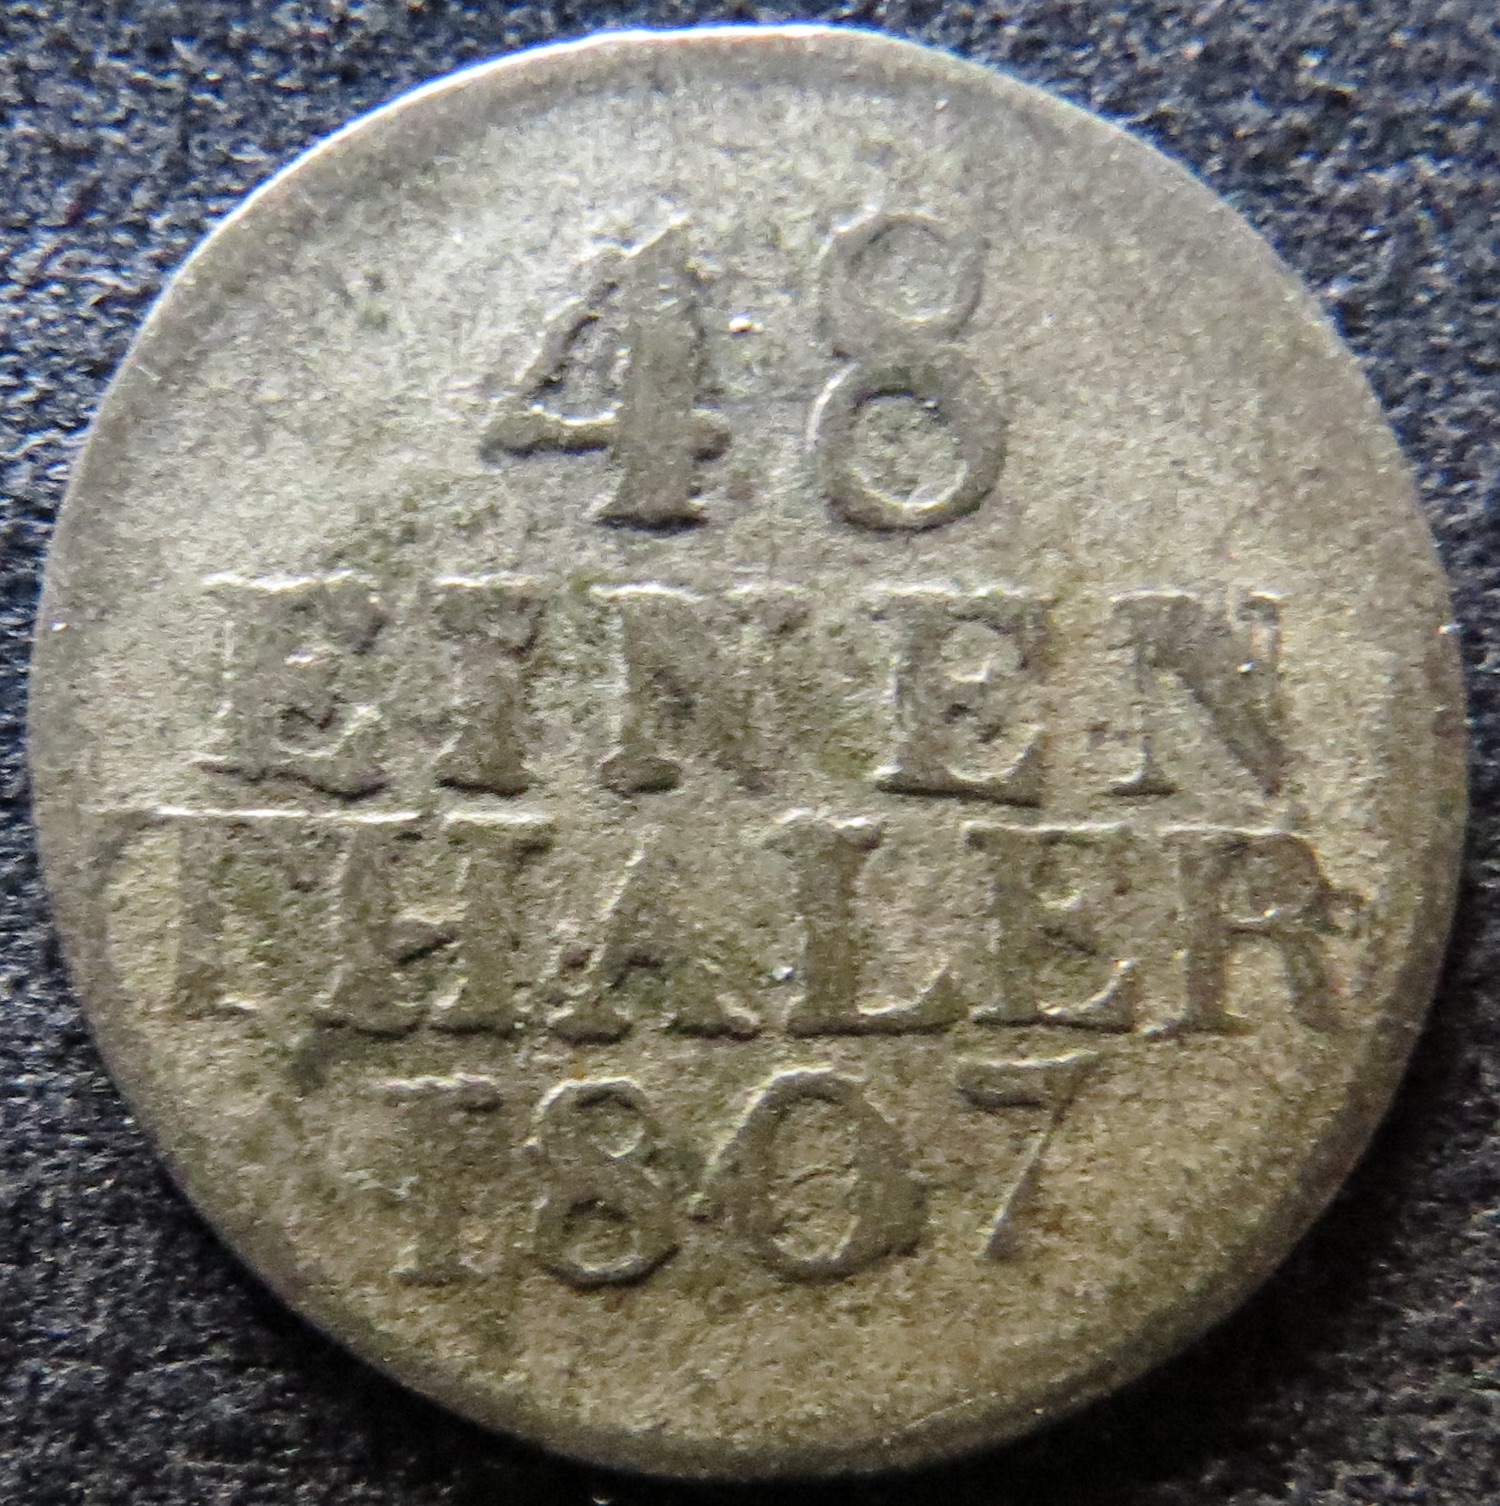 48
EINEN
THALER
1807